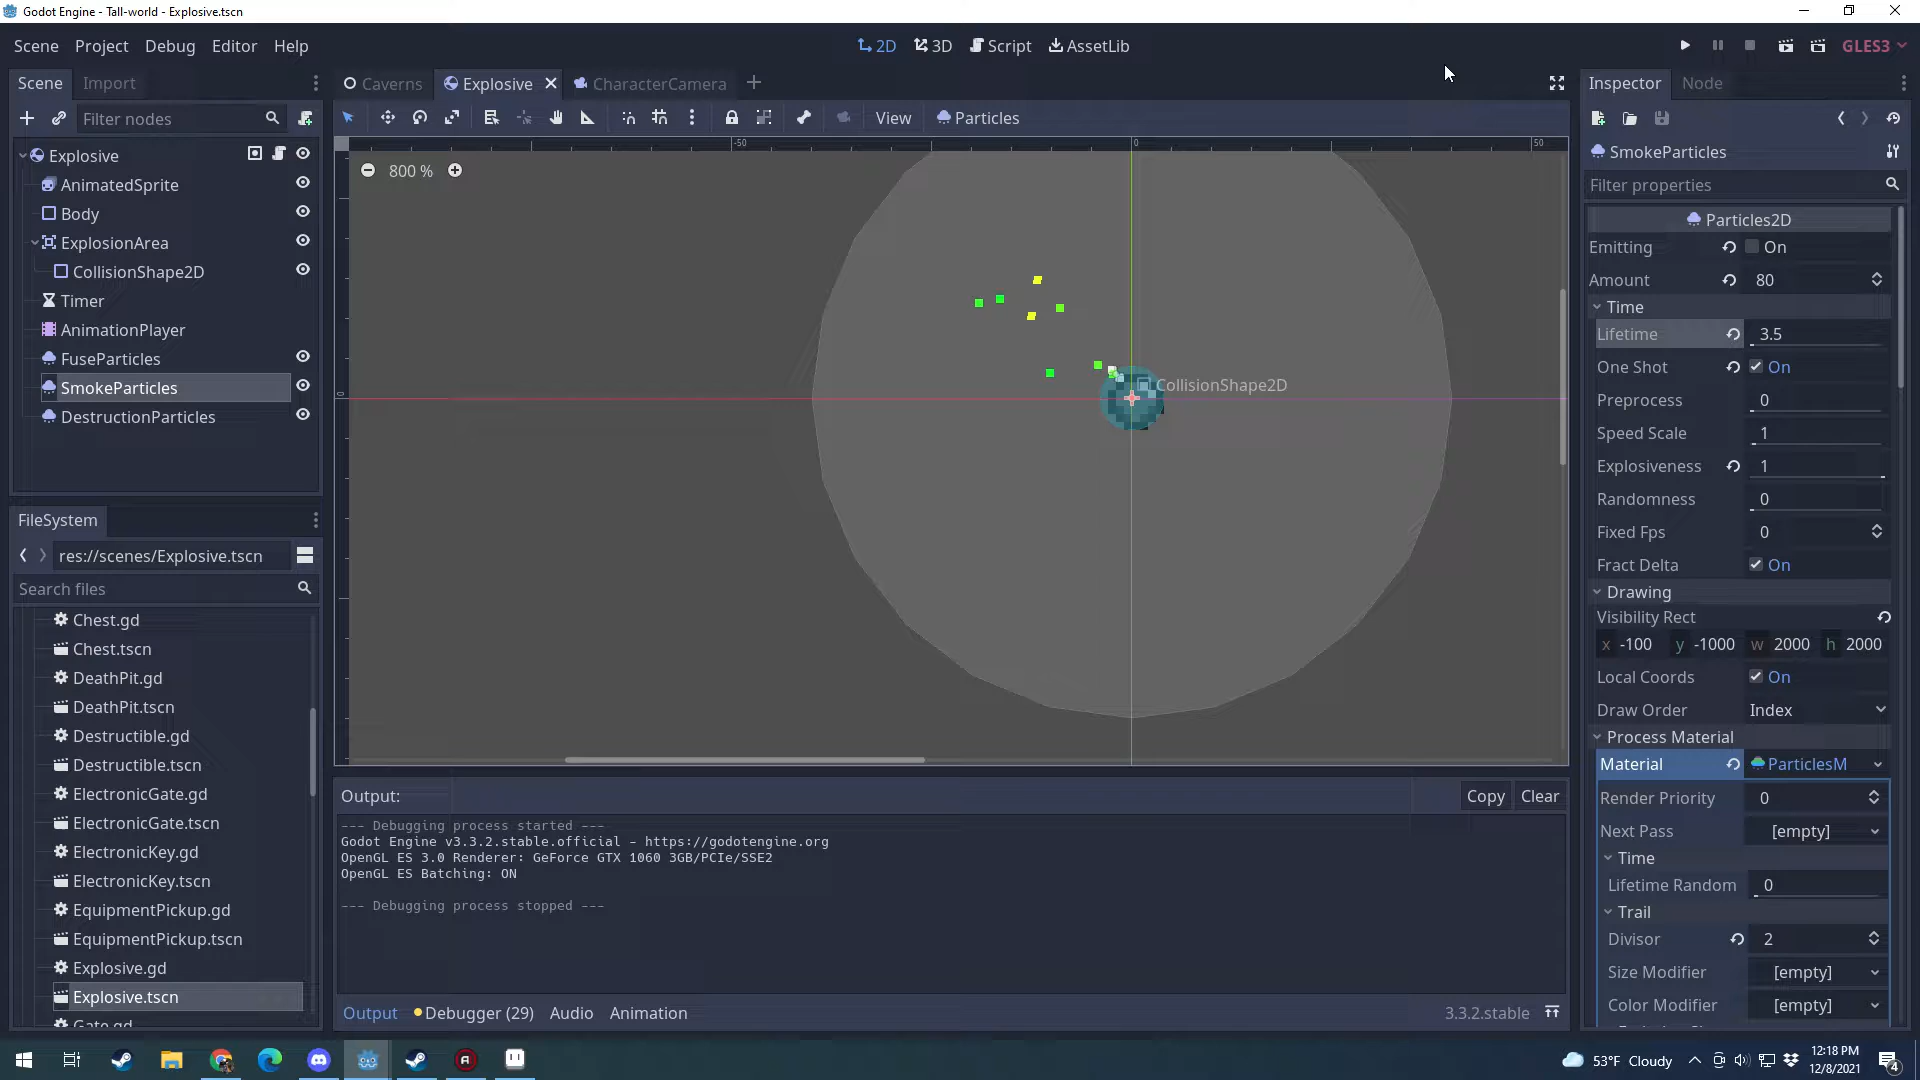 Godot Engine - Tall-world - Explosive.tscn
Scene Project Debug Editor Help
2D 3D Script AssetLib
GLES3
Scene Import
Filter nodes
Explosive
AnimatedSprite
Body
ExplosionArea
CollisionShape2D
Timer
AnimationPlayer
FuseParticles
SmokeParticles
DestructionParticles
FileSystem
res://scenes/Explosive.tscn
Search files
Chest.gd
Chest.tscn
DeathPit.gd
DeathPit.tscn
Destructible.gd
Destructible.tscn
ElectronicGate.gd
ElectronicGate.tscn
ElectronicKey.gd
ElectronicKey.tscn
EquipmentPickup.gd
EquipmentPickup.tscn
Explosive.gd
Explosive.tscn
Gate.gd
Caverns Explosive CharacterCamera
View Particles
-50 0 50
800 %
0
CollisionShape2D
Output: Copy Clear
--- Debugging process started ---
Godot Engine v3.3.2.stable.official - https://godotengine.org
OpenGL ES 3.0 Renderer: GeForce GTX 1060 3GB/PCIe/SSE2
OpenGL ES Batching: ON
--- Debugging process stopped ---
Output Debugger (29) Audio Animation 3.3.2.stable
Inspector Node
SmokeParticles
Filter properties
Particles2D
Emitting On
Amount 80
Time
Lifetime 3.5
One Shot On
Preprocess 0
Speed Scale 1
Explosiveness 1
Randomness 0
Fixed Fps 0
Fract Delta On
Drawing
Visibility Rect
x -100 y -1000 w 2000 h 2000
Local Coords On
Draw Order Index
Process Material
Material ParticlesM
Render Priority 0
Next Pass [empty]
Time
Lifetime Random 0
Trail
Divisor 2
Size Modifier [empty]
Color Modifier [empty]
53°F Cloudy
12:18 PM
12/8/2021
4